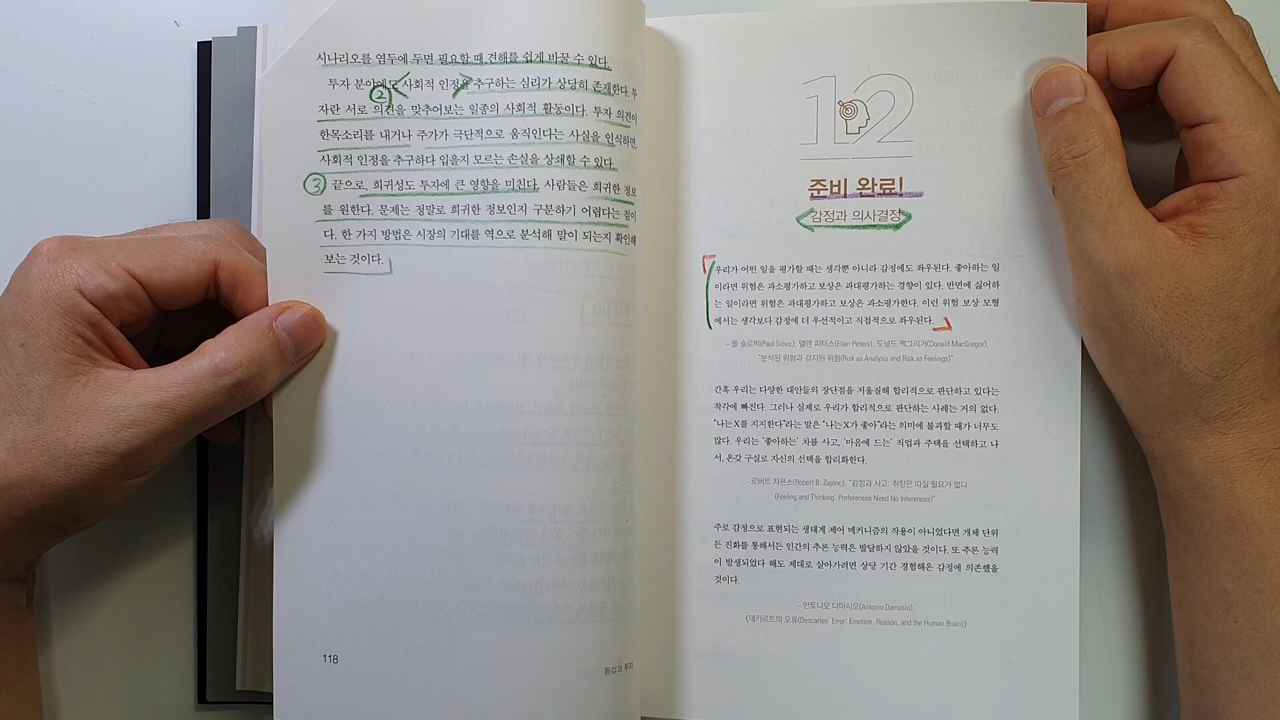 시나리오를 염두에 두면 필요할 때 견해를 쉽게 바꿀 수 있다.
투자 분야에도 사회적 인정을 추구하는 심리가 상당히 존재한다. 투
②
자란 서로 의견을 맞추어보는 일종의 사회적 활동이다. 투자 의견이
한목소리를 내거나 주가가 극단적으로 움직인다는 사실을 인식하면,
사회적 인정을 추구하다 입을지 모르는 손실을 상쇄할 수 있다.
③ 끝으로, 희귀성도 투자에 큰 영향을 미친다. 사람들은 희귀한 정보
를 원한다. 문제는 정말로 희귀한 정보인지 구분하기 어렵다는 점이
다. 한 가지 방법은 시장의 기대를 역으로 분석해 말이 되는지 확인해
보는 것이다.
118
통섭과 투자
12
준비 완료!
감정과 의사결정
우리가 어떤 일을 평가할 때는 생각뿐 아니라 감정에도 좌우된다. 좋아하는 일
이라면 위험은 과소평가하고 보상은 과대평가하는 경향이 있다. 반면에 싫어하
는 일이라면 위험은 과대평가하고 보상은 과소평가한다. 이런 위험 보상 모형
에서는 생각보다 감정에 더 우선적이고 직접적으로 좌우된다.
- 폴 슬로빅(Paul Slovic), 엘렌 피터스(Ellen Peters), 도널드 맥그리거(Donald MacGregor),
"분석된 위험과 감지된 위험(Risk as Analysis and Risk as Feelings)"
간혹 우리는 다양한 대안들의 장단점을 저울질해 합리적으로 판단하고 있다는
착각에 빠진다. 그러나 실제로 우리가 합리적으로 판단하는 사례는 거의 없다.
"나는 X를 지지한다"라는 말은 "나는 X가 좋아"라는 의미에 불과할 때가 너무도
많다. 우리는 '좋아하는' 차를 사고, '마음에 드는' 직업과 주택을 선택하고 나
서, 온갖 구실로 자신의 선택을 합리화한다.
- 로버트 자욘스(Robert B. Zajonc), "감정과 사고: 취향은 따질 필요가 없다
(Feeling and Thinking: Preferences Need No Inferences)"
주로 감정으로 표현되는 생태계 제어 메커니즘의 작용이 아니었다면 개체 단위
든 진화를 통해서든 인간의 추론 능력은 발달하지 않았을 것이다. 또 추론 능력
이 발생되었다 해도 제대로 살아가려면 상당 기간 경험해온 감정에 의존했을
것이다.
- 안토니오 다마시오(Antonio Damasio),
《데카르트의 오류(Descartes' Error: Emotion, Reason, and the Human Brain)》